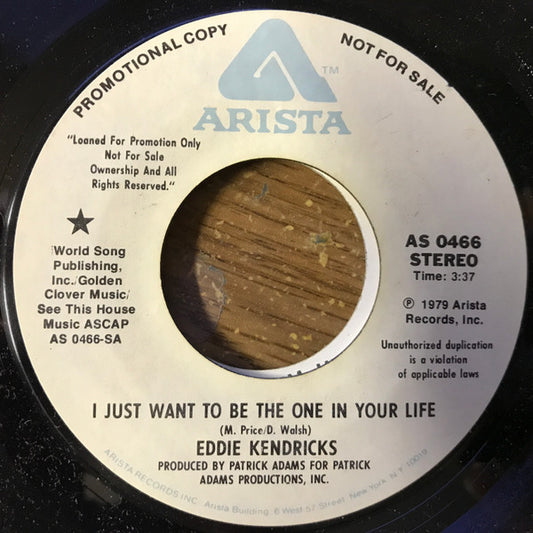 PROMOTIONAL COPY
NOT FOR SALE
TM
ARISTA
"Loaned For Promotion Only
Not For Sale
Ownership And All
Rights Reserved."
★
World Song
Publishing,
Inc./Golden
Clover Music/
See This House
Music ASCAP
AS 0466-SA
AS 0466
STEREO
Time: 3:37
℗ 1979 Arista
Records, Inc.
Unauthorized duplication
is a violation
of applicable laws
I JUST WANT TO BE THE ONE IN YOUR LIFE
(M. Price/D. Walsh)
EDDIE KENDRICKS
PRODUCED BY PATRICK ADAMS FOR PATRICK
ADAMS PRODUCTIONS, INC.
ARISTA RECORDS INC. Arista Building 6 West 57 Street, New York, N.Y. 10019